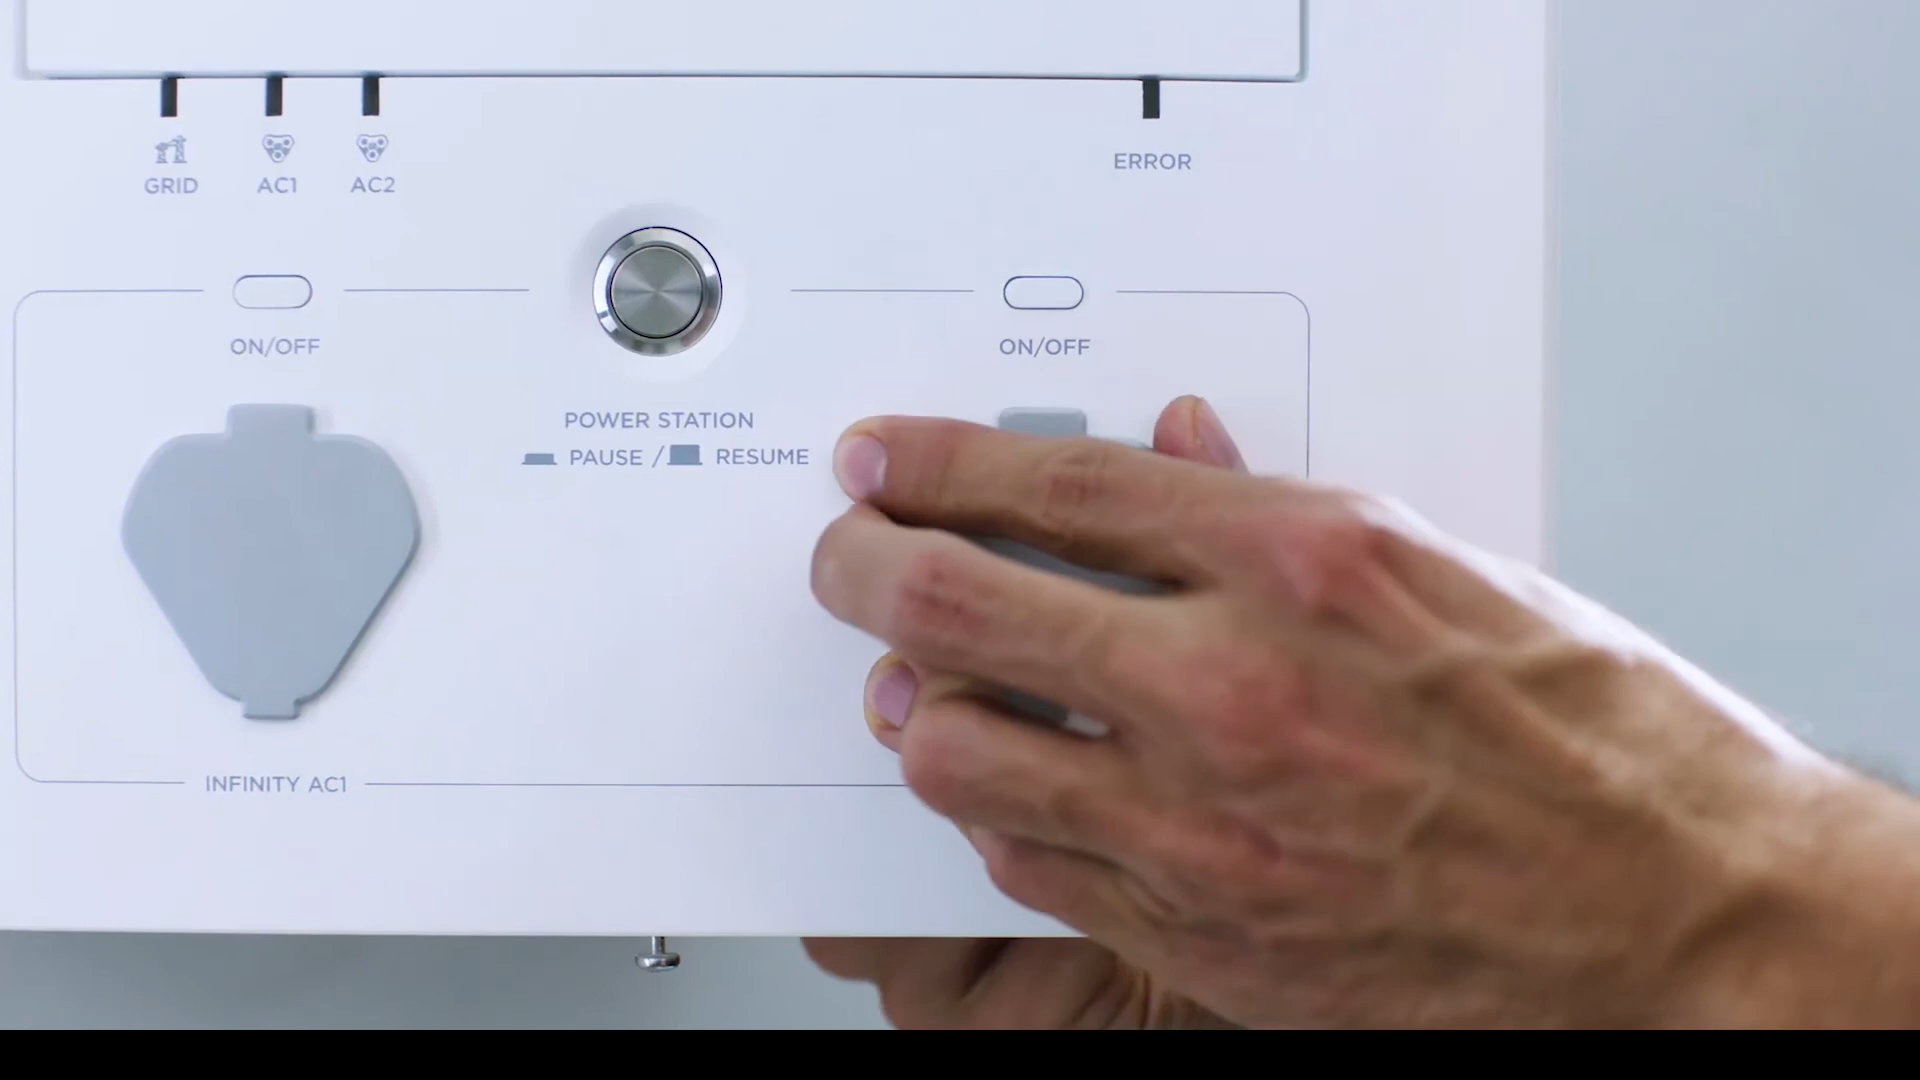 GRID
AC1
AC2
ERROR
ON/OFF
ON/OFF
POWER STATION
PAUSE / RESUME
INFINITY AC1